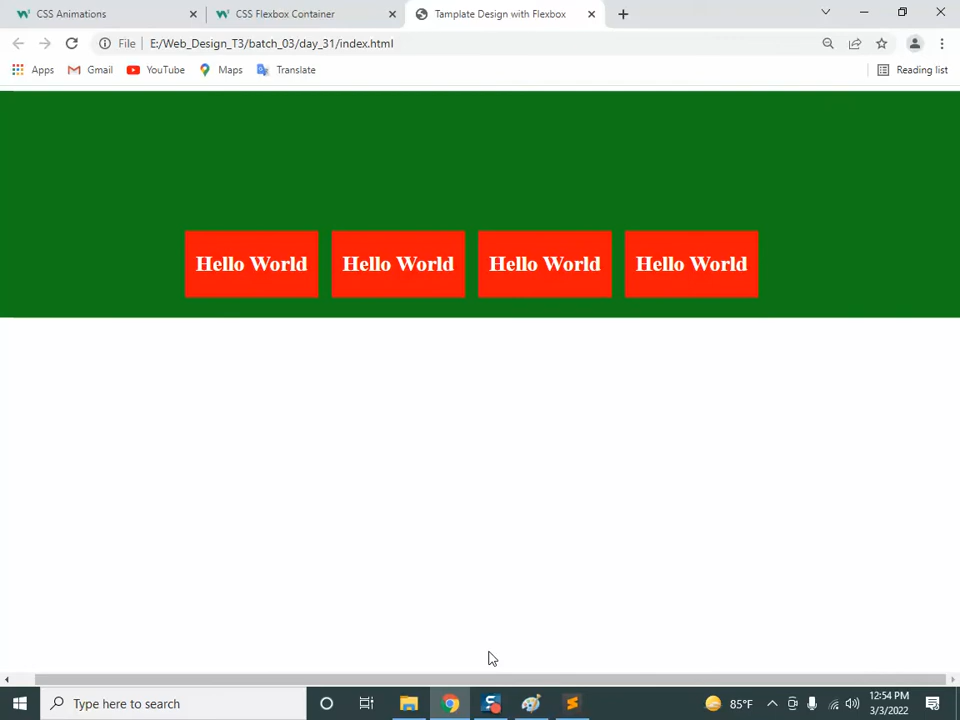 CSS Animations
CSS Flexbox Container
Tamplate Design with Flexbox
File
E:/Web_Design_T3/batch_03/day_31/index.html
Apps
Gmail
YouTube
Maps
Translate
Reading list
Hello World
Hello World
Hello World
Hello World
Type here to search
85°F
12:54 PM
3/3/2022